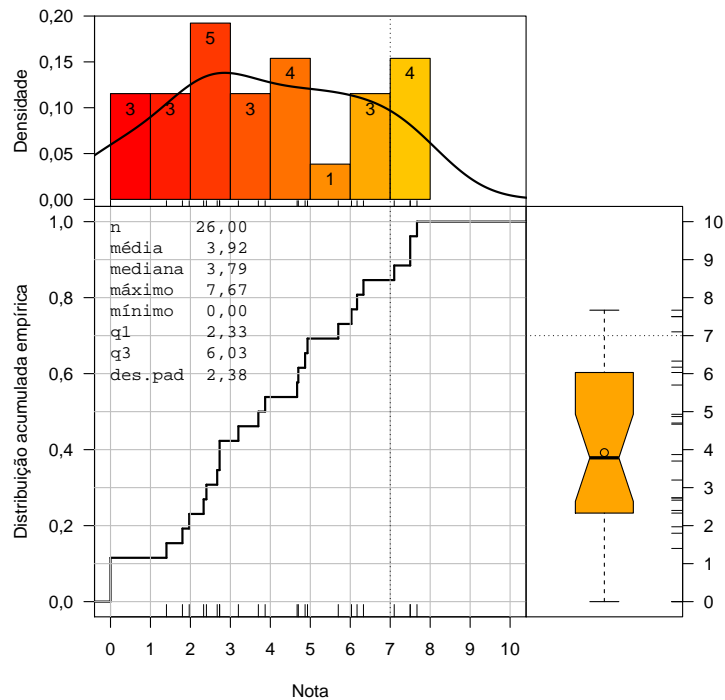 0,20
0,15
0,10
0,05
0,00
Densidade
3
3
5
3
4
1
3
4
1,0
0,8
0,6
0,4
0,2
0,0
Distribuição acumulada empírica
n 26,00
média 3,92
mediana 3,79
máximo 7,67
mínimo 0,00
q1 2,33
q3 6,03
des.pad 2,38
0 1 2 3 4 5 6 7 8 9 10
Nota
10
9
8
7
6
5
4
3
2
1
0